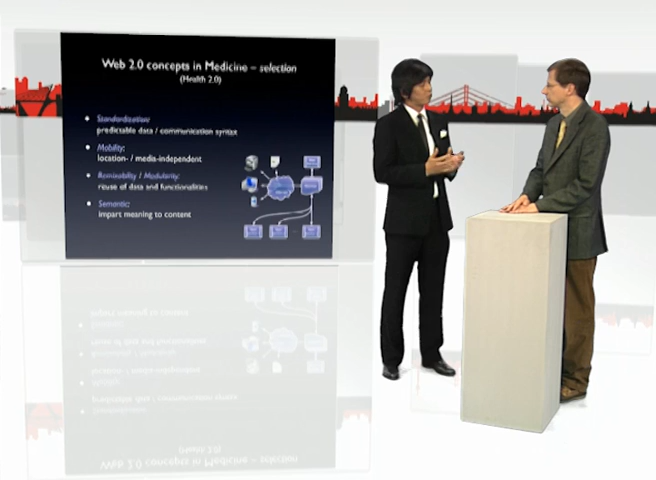 Web 2.0 concepts in Medicine – selection
(Health 2.0)
• Standardization:
predictable data / communication syntax
• Mobility:
location- / media-independent
• Remixability / Modularity:
reuse of data and functionalities
• Semantic:
impart meaning to content